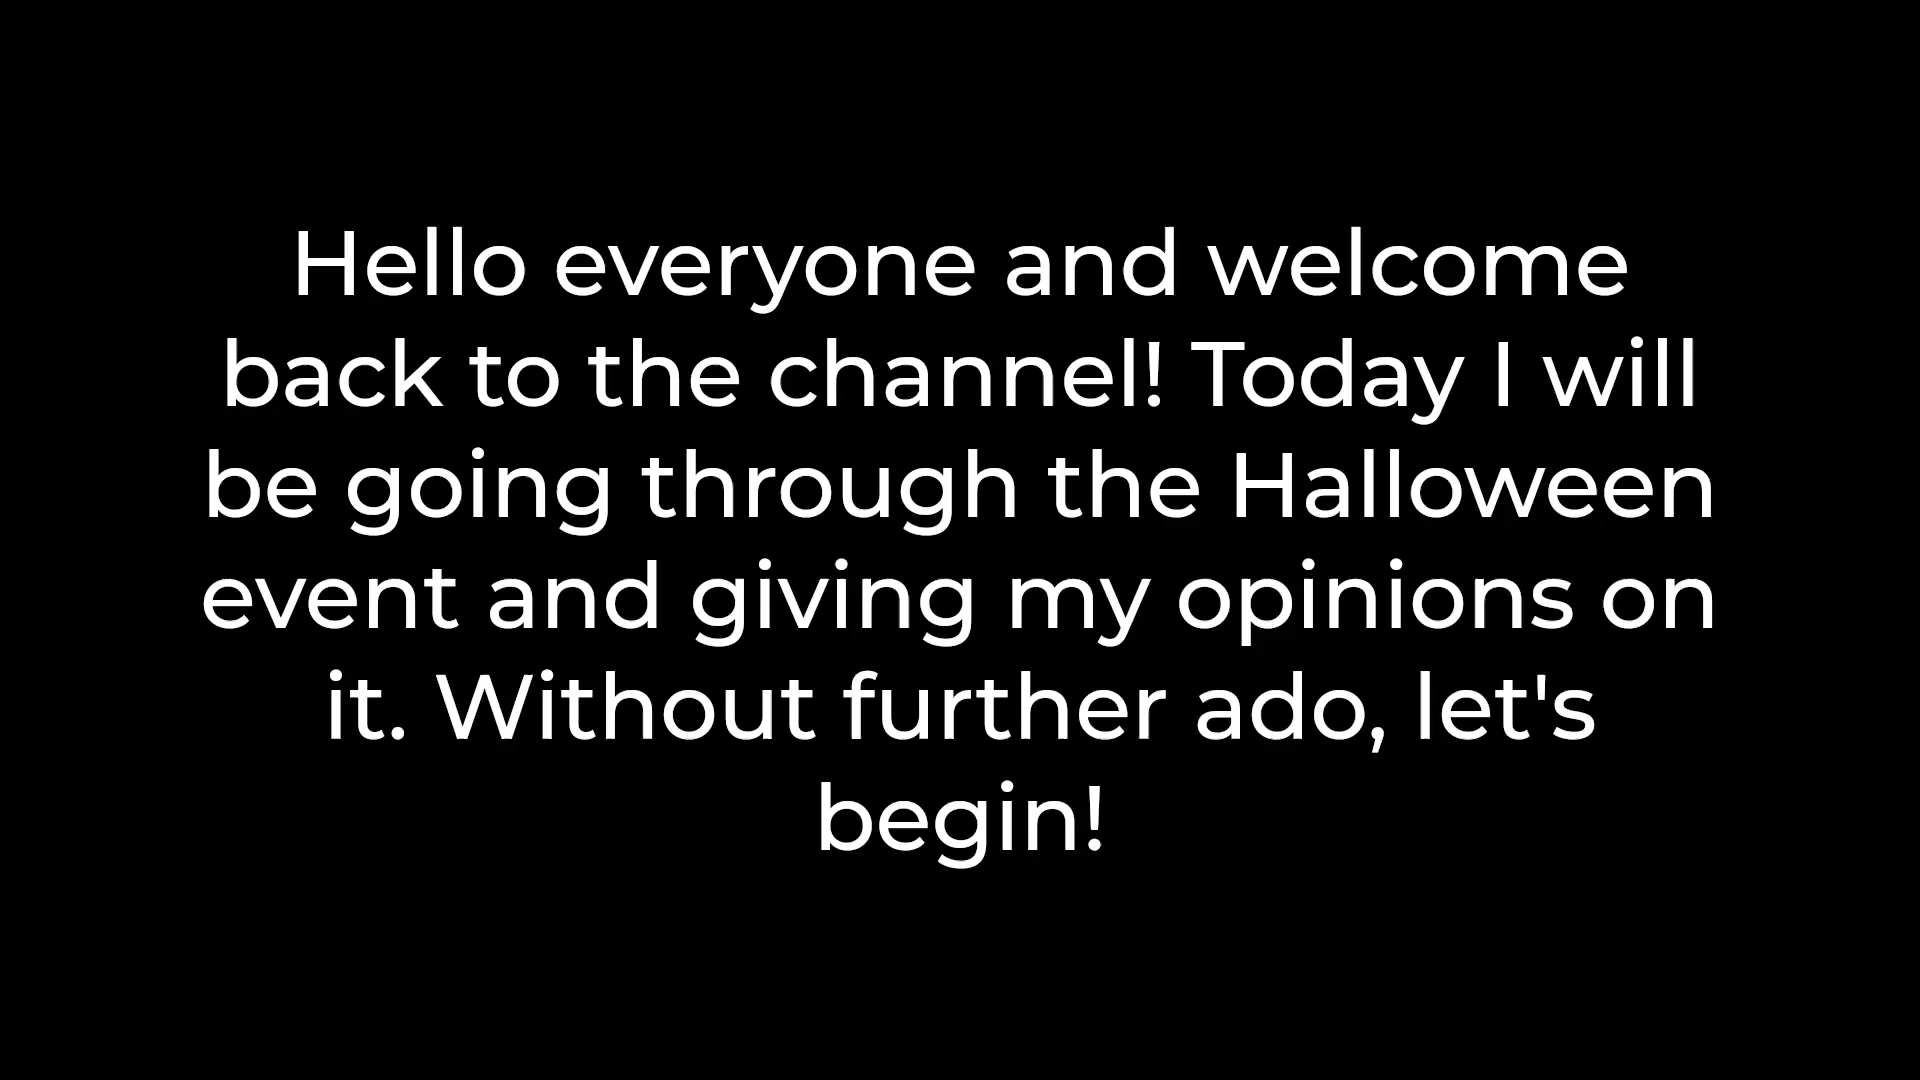 Hello everyone and welcome
back to the channel! Today I will
be going through the Halloween
event and giving my opinions on
it. Without further ado, let's
begin!